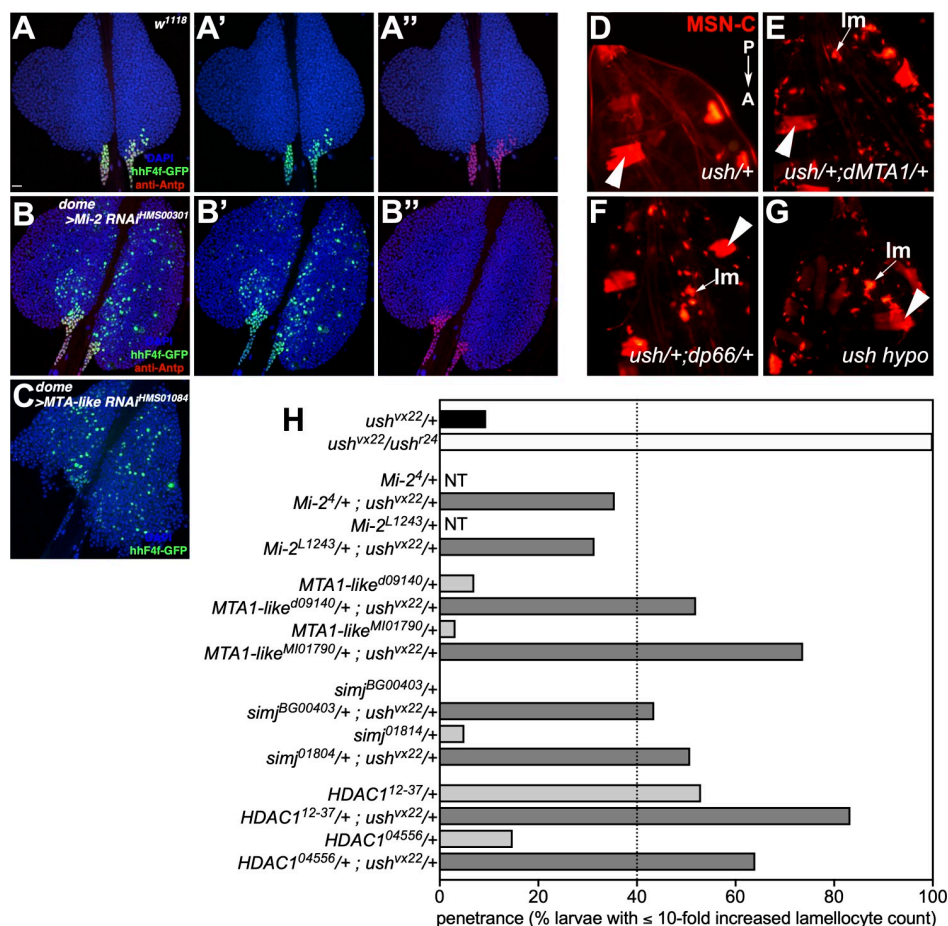 A
w1118
DAPI
hhF4f-GFP
anti-Antp
A'
A''
B
dome
>Mi-2 RNAiHMS00301
DAPI
hhF4f-GFP
anti-Antp
B'
B''
C
dome
>MTA-like RNAiHMS01084
DAPI
hhF4f-GFP
D
MSN-C
P
A
ush/+
E
lm
ush/+;dMTA1/+
F
lm
ush/+;dp66/+
G
lm
ush hypo
H
ushvx22/+
ushvx22/ushr24
Mi-24/+ NT
Mi-24/+ ; ushvx22/+
Mi-2L1243/+ NT
Mi-2L1243/+ ; ushvx22/+
MTA1-liked09140/+
MTA1-liked09140/+ ; ushvx22/+
MTA1-likeMI01790/+
MTA1-likeMI01790/+ ; ushvx22/+
simjBG00403/+
simjBG00403/+ ; ushvx22/+
simj01814/+
simj01804/+ ; ushvx22/+
HDAC112-37/+
HDAC112-37/+ ; ushvx22/+
HDAC104556/+
HDAC104556/+ ; ushvx22/+
0 20 40 60 80 100
penetrance (% larvae with ≤ 10-fold increased lamellocyte count)